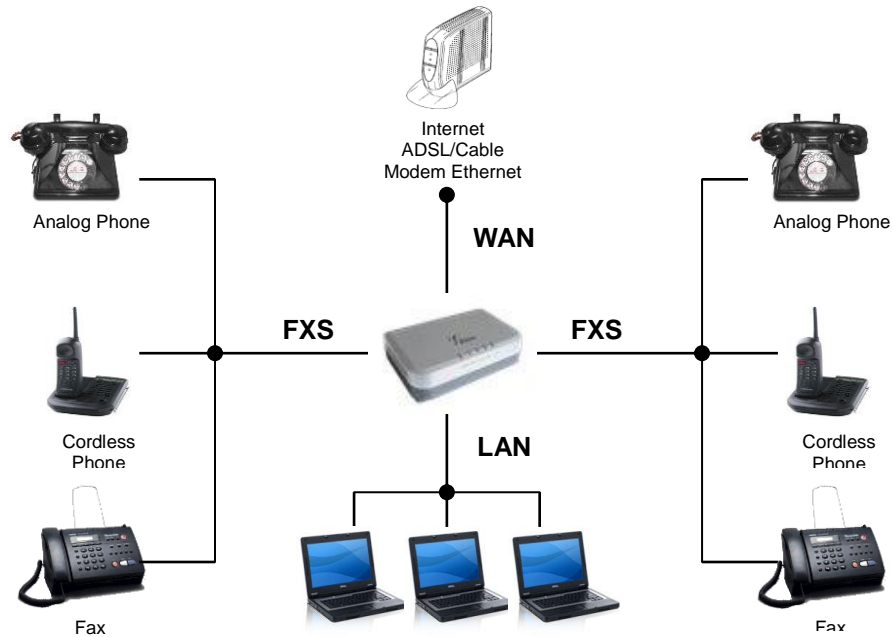 Internet
ADSL/Cable
Modem Ethernet
Analog Phone
Analog Phone
WAN
FXS
FXS
Cordless
Phone
Cordless
Phone
LAN
Fax
Fax